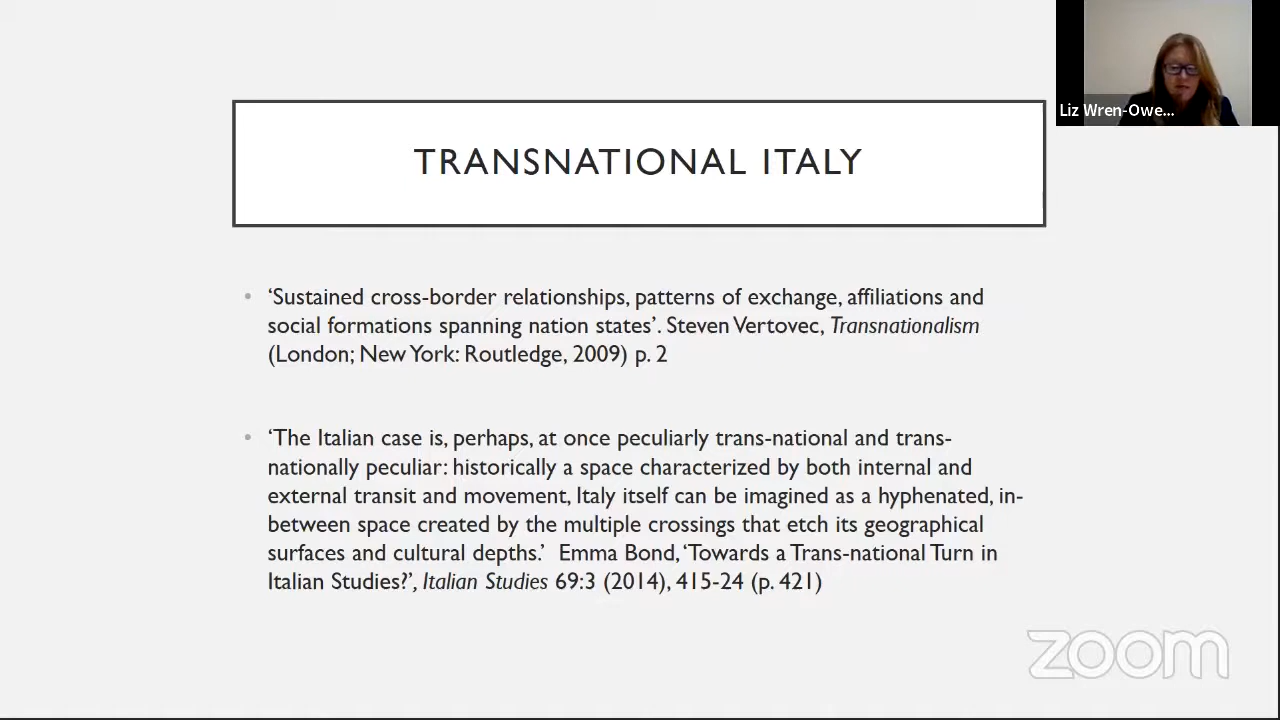 Liz Wren-Owe...
TRANSNATIONAL ITALY
• ‘Sustained cross-border relationships, patterns of exchange, affiliations and
social formations spanning nation states’. Steven Vertovec, Transnationalism
(London; New York: Routledge, 2009) p. 2
• ‘The Italian case is, perhaps, at once peculiarly trans-national and trans-
nationally peculiar: historically a space characterized by both internal and
external transit and movement, Italy itself can be imagined as a hyphenated, in-
between space created by the multiple crossings that etch its geographical
surfaces and cultural depths.’ Emma Bond, ‘Towards a Trans-national Turn in
Italian Studies?’, Italian Studies 69:3 (2014), 415-24 (p. 421)
zoom